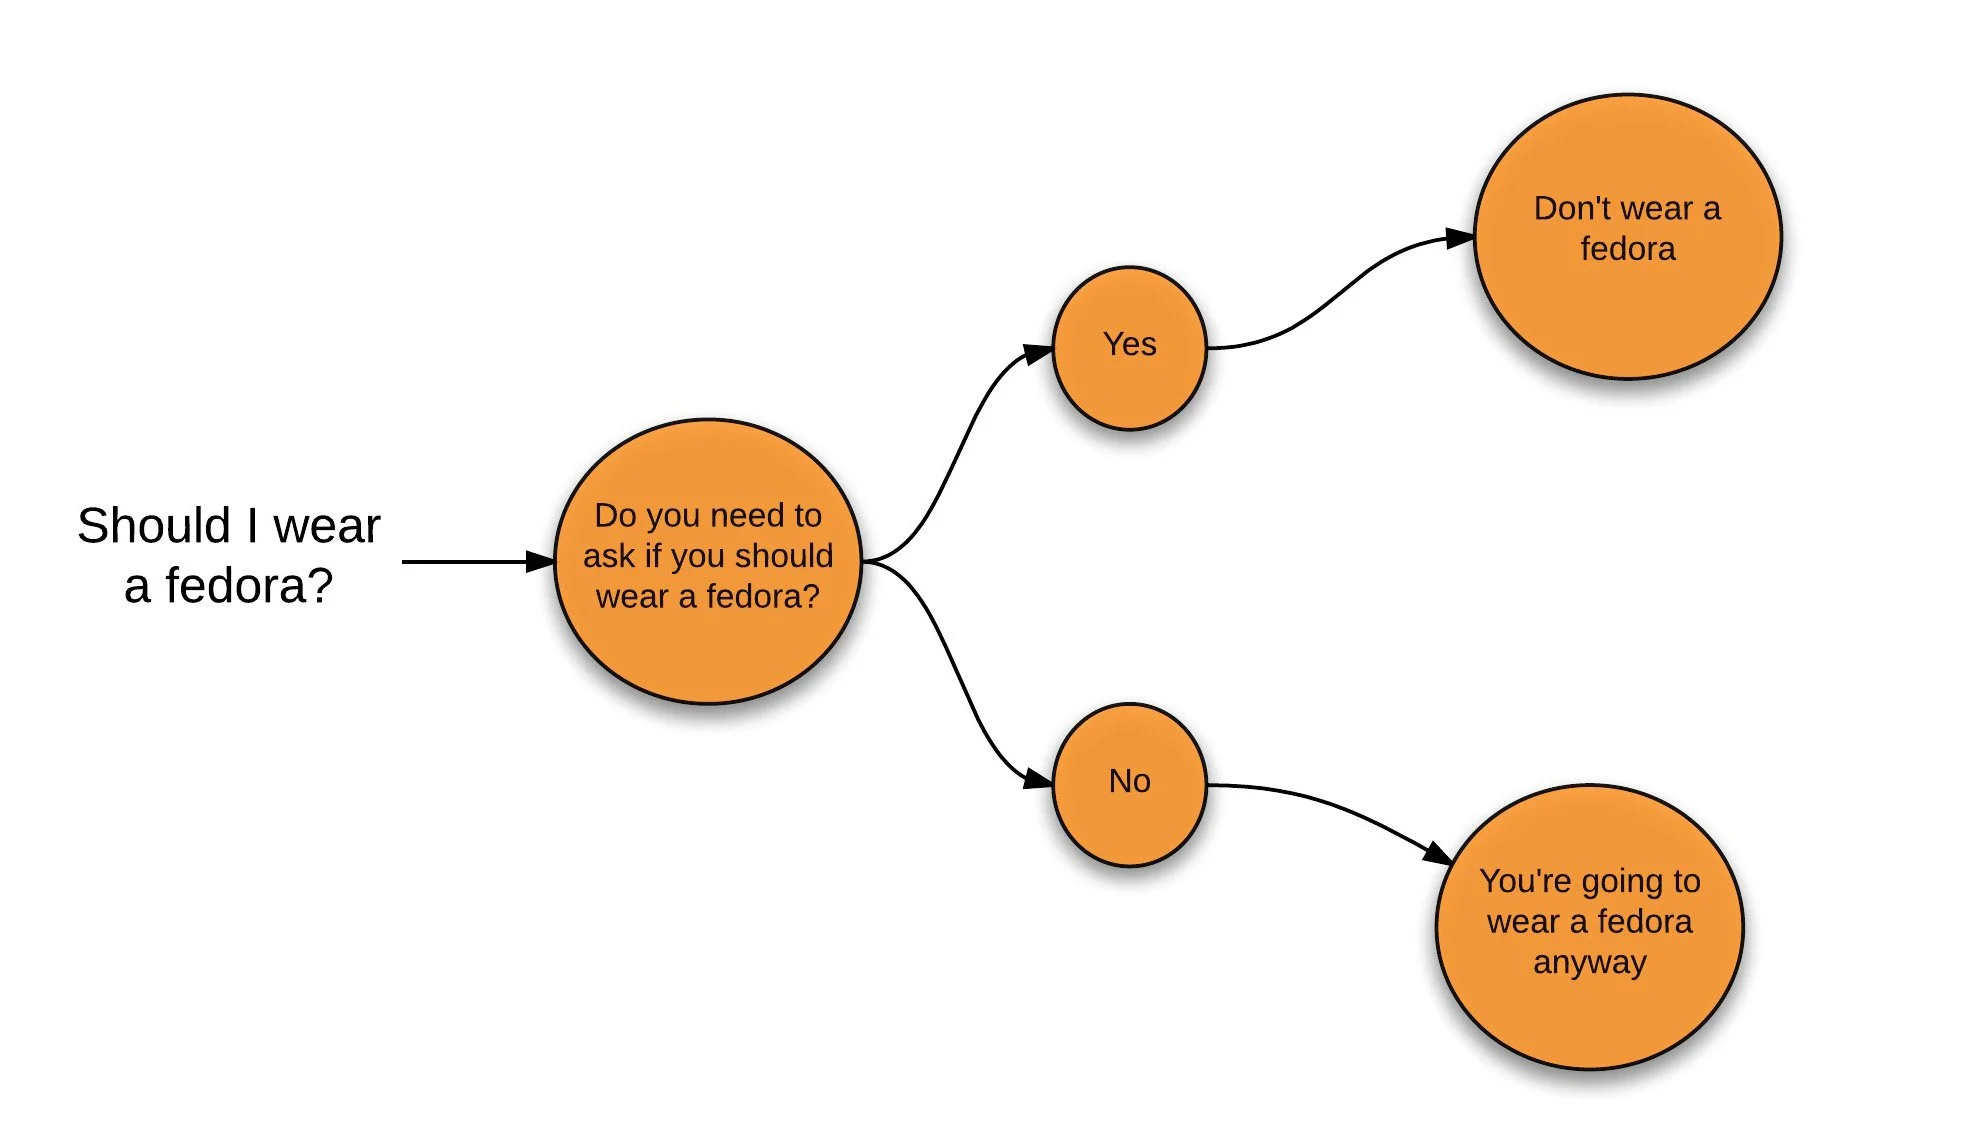 Should I wear
a fedora?
Do you need to
ask if you should
wear a fedora?
Yes
Don't wear a
fedora
No
You're going to
wear a fedora
anyway